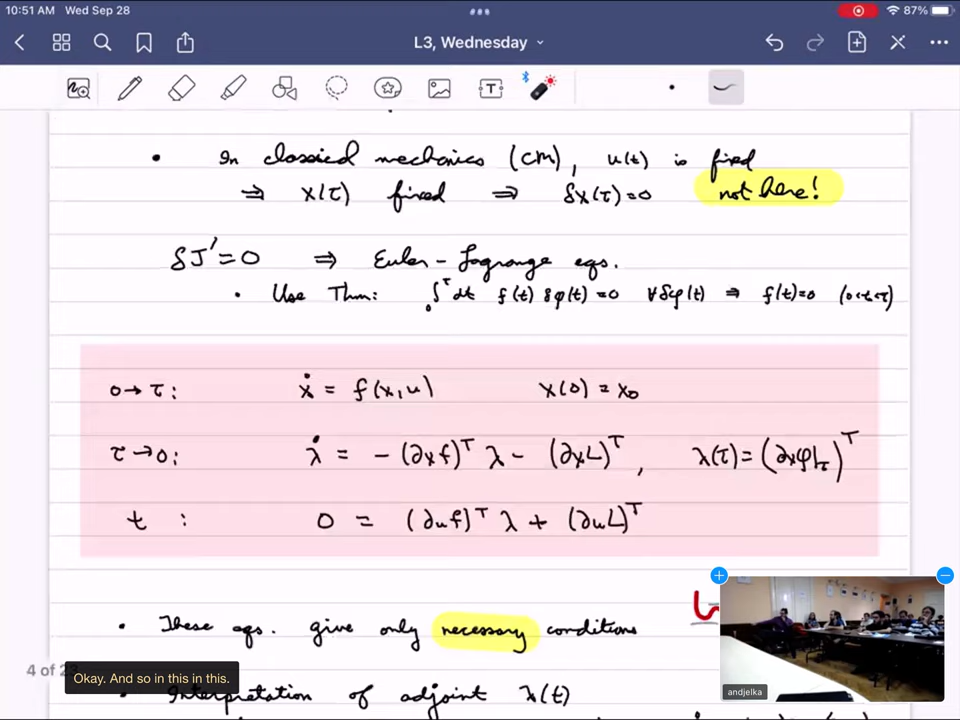 10:51 AM Wed Sep 28
87%
L3, Wednesday
T
• In classical mechanics (CM), u(t) is fixed
⇒ x(τ) fixed ⇒ δx(τ)=0 not here!
δJ'=0 ⇒ Euler-Lagrange eqs.
• Use Thm: ∫₀^τ dt f(t) δφ(t) = 0 ∀δφ(t) ⇒ f(t)=0 (0<t<τ)
0→τ: ẋ = f(x,u) x(0) = x₀
τ→0: λ̇ = -(∂xf)ᵀ λ - (∂xL)ᵀ, λ(τ) = (∂xφ|τ)ᵀ
t : 0 = (∂uf)ᵀ λ + (∂uL)ᵀ
• These eqs. give only necessary conditions
4 of 2
Okay. And so in this in this.
• Interpretation of adjoint λ(t)
andjelka